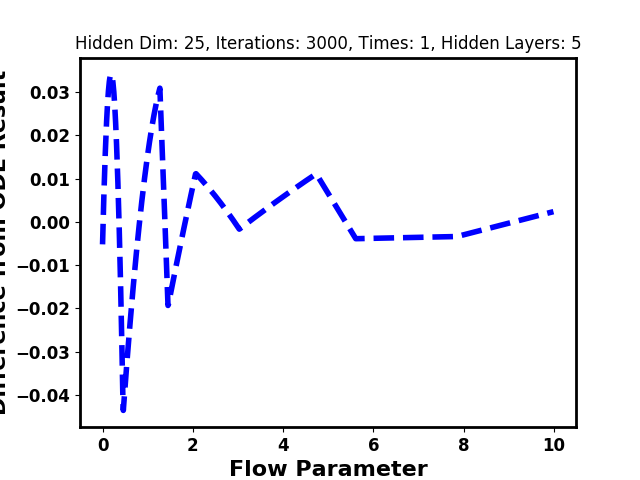 Hidden Dim: 25, Iterations: 3000, Times: 1, Hidden Layers: 5
Difference from ODE Result
0.03
0.02
0.01
0.00
−0.01
−0.02
−0.03
−0.04
0 2 4 6 8 10
Flow Parameter